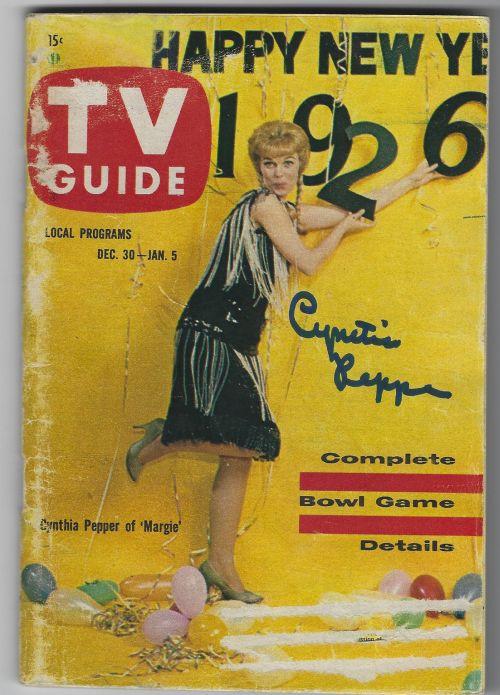 15¢
HAPPY NEW YE
1926
TV
GUIDE
LOCAL PROGRAMS
DEC. 30—JAN. 5
Cynthia
Pepper
Complete
Bowl Game
Details
Cynthia Pepper of 'Margie'